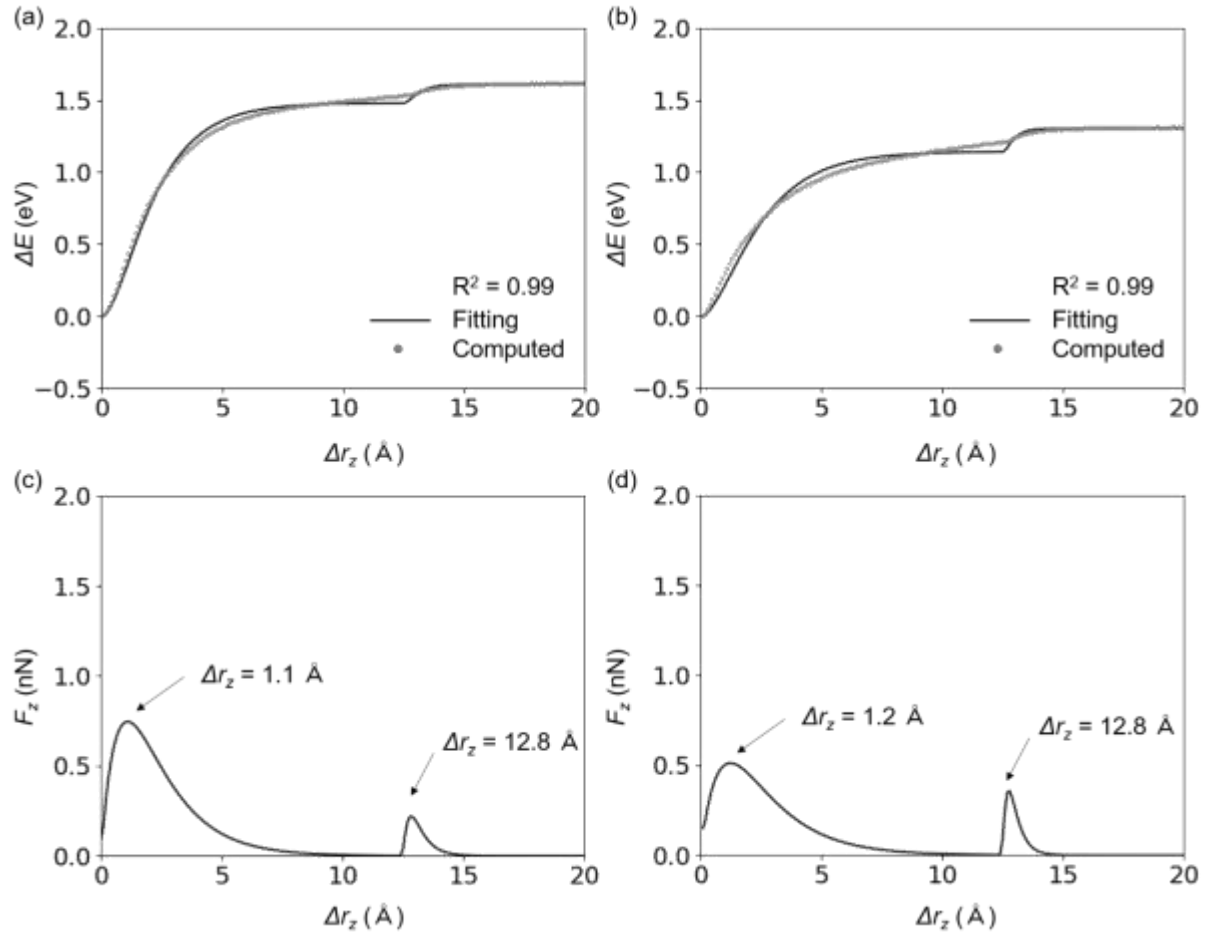 (a)
2.0
1.5
1.0
0.5
0.0
−0.5
ΔE (eV)
R² = 0.99
Fitting
Computed
0 5 10 15 20
Δr_z (Å)
(b)
2.0
1.5
1.0
0.5
0.0
−0.5
ΔE (eV)
R² = 0.99
Fitting
Computed
0 5 10 15 20
Δr_z (Å)
(c)
2.0
1.5
1.0
0.5
0.0
F_z (nN)
Δr_z = 1.1 Å
Δr_z = 12.8 Å
0 5 10 15 20
Δr_z (Å)
(d)
2.0
1.5
1.0
0.5
0.0
F_z (nN)
Δr_z = 1.2 Å
Δr_z = 12.8 Å
0 5 10 15 20
Δr_z (Å)